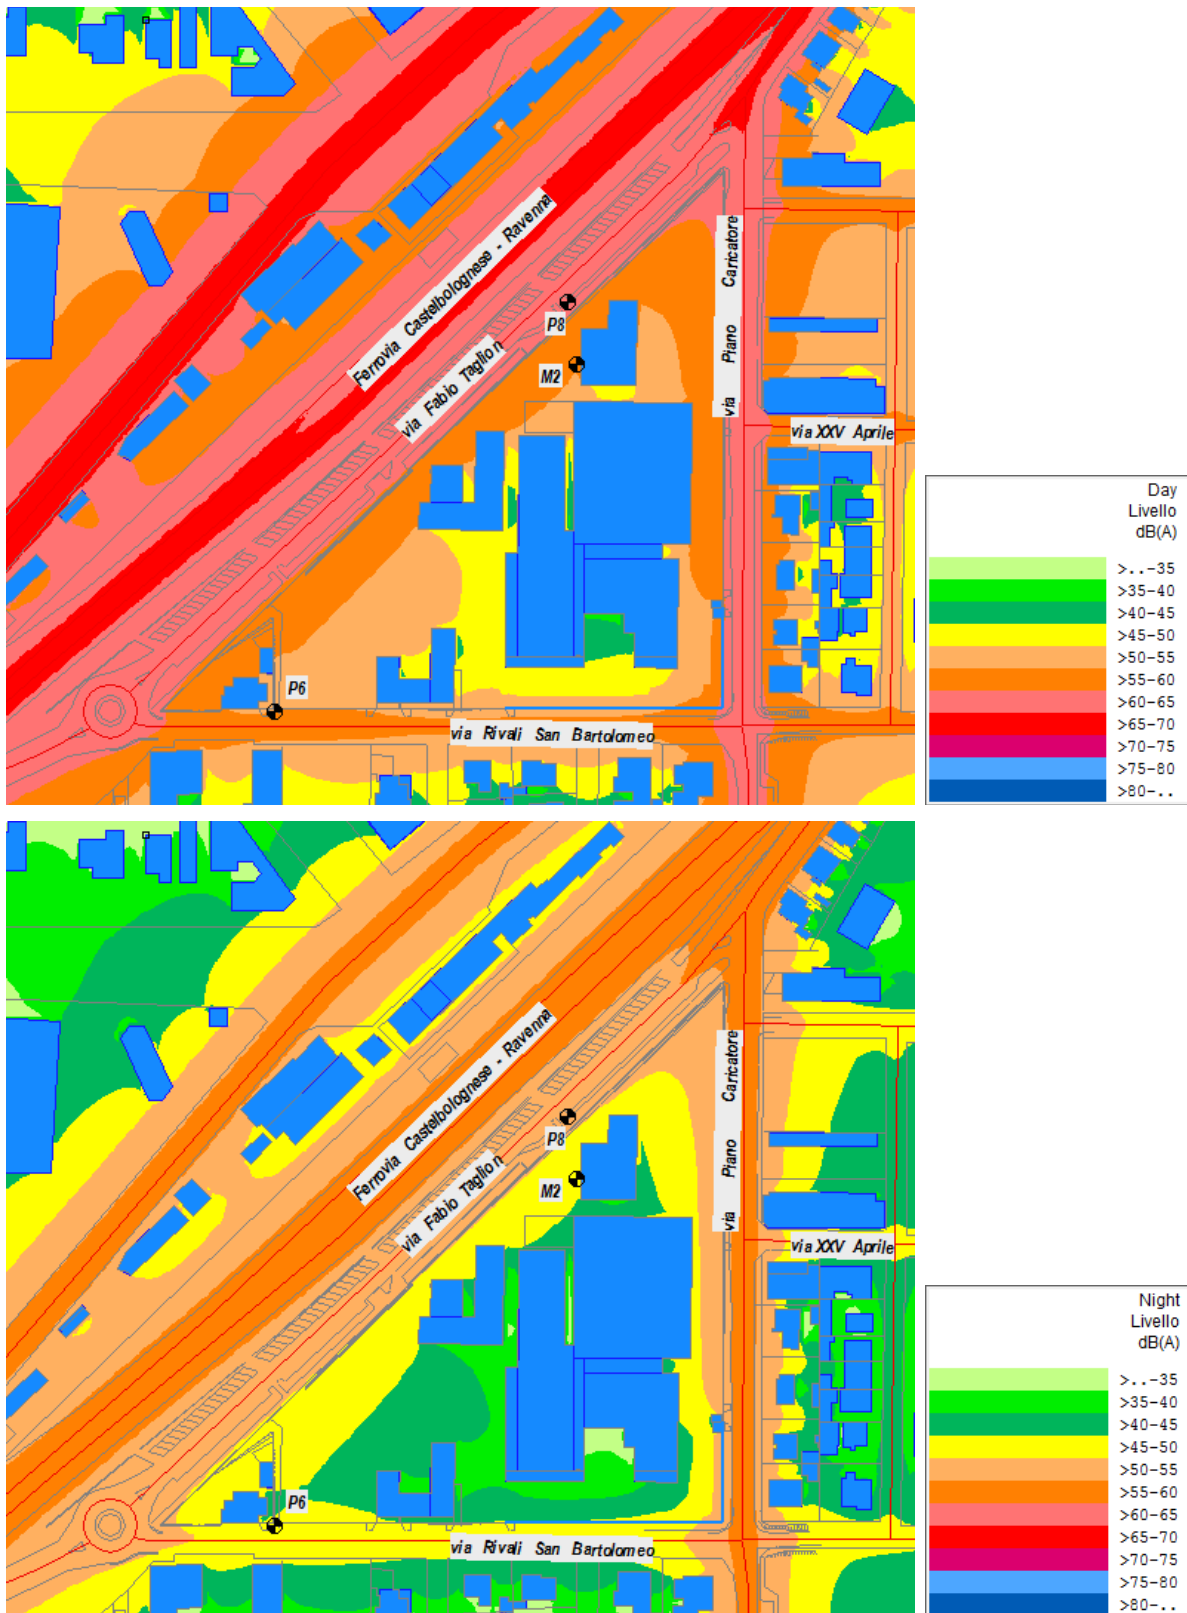 Ferrovia Castelbolognese - Ravenna
via Piano Caricatore
P8
via Fabio Taglion
M2
via XXV Aprile
P6
via Rivali San Bartolomeo
Day
Livello
dB(A)
>..-35
>35-40
>40-45
>45-50
>50-55
>55-60
>60-65
>65-70
>70-75
>75-80
>80-..
Ferrovia Castelbolognese - Ravenna
via Piano Caricatore
P8
via Fabio Taglion
M2
via XXV Aprile
P6
via Rivali San Bartolomeo
Night
Livello
dB(A)
>..-35
>35-40
>40-45
>45-50
>50-55
>55-60
>60-65
>65-70
>70-75
>75-80
>80-..